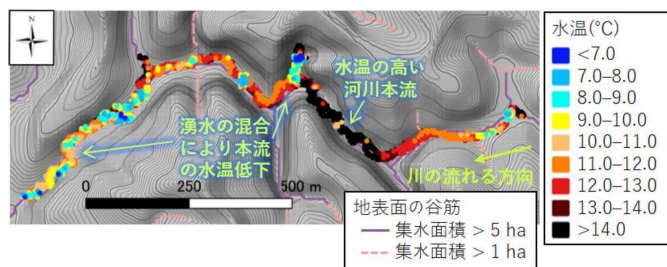 N
水温の高い
河川本流
湧水の混合
により本流
の水温低下
川の流れる方向
0 250 500 m
地表面の谷筋
集水面積 > 5 ha
集水面積 > 1 ha
水温(℃)
<7.0
7.0–8.0
8.0–9.0
9.0–10.0
10.0–11.0
11.0–12.0
12.0–13.0
13.0–14.0
>14.0